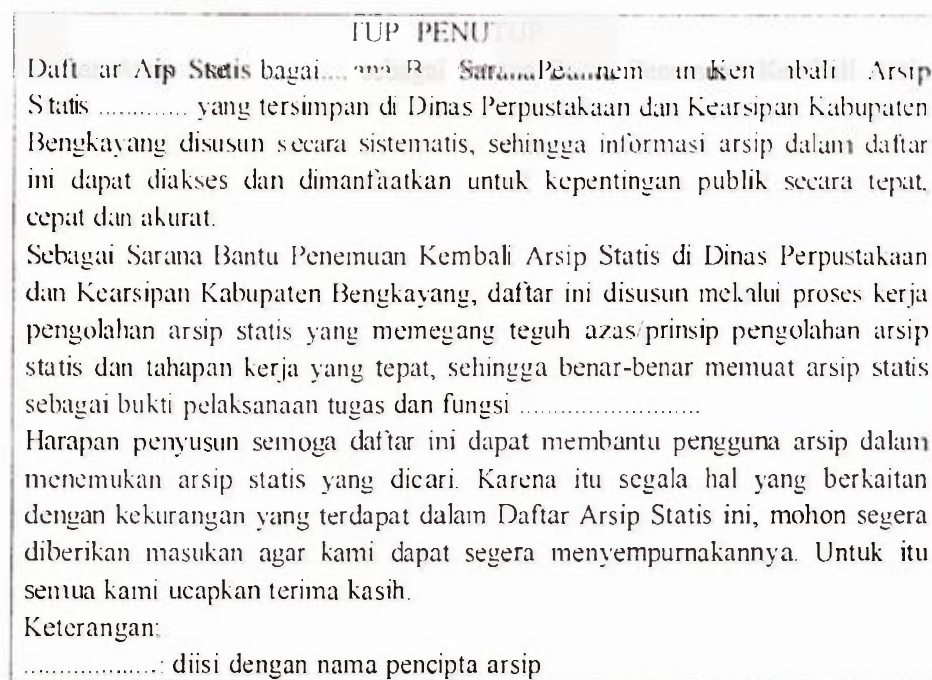 TUP PENUTUP
Daftar Aip Statis bagai.... Sarana
Statis ............. yang tersimpan di Dinas Perpustakaan dan Kearsipan Kabupaten
Bengkayang disusun secara sistematis, sehingga informasi arsip dalam daftar
ini dapat diakses dan dimanfaatkan untuk kepentingan publik secara tepat,
cepat dan akurat.
Sebagai Sarana Bantu Penemuan Kembali Arsip Statis di Dinas Perpustakaan
dan Kearsipan Kabupaten Bengkayang, daftar ini disusun melalui proses kerja
pengolahan arsip statis yang memegang teguh azas/prinsip pengolahan arsip
statis dan tahapan kerja yang tepat, sehingga benar-benar memuat arsip statis
sebagai bukti pelaksanaan tugas dan fungsi ..........................
Harapan penyusun semoga daftar ini dapat membantu pengguna arsip dalam
menemukan arsip statis yang dicari. Karena itu segala hal yang berkaitan
dengan kekurangan yang terdapat dalam Daftar Arsip Statis ini, mohon segera
diberikan masukan agar kami dapat segera menyempurnakannya. Untuk itu
semua kami ucapkan terima kasih.
Keterangan:
...................: diisi dengan nama pencipta arsip